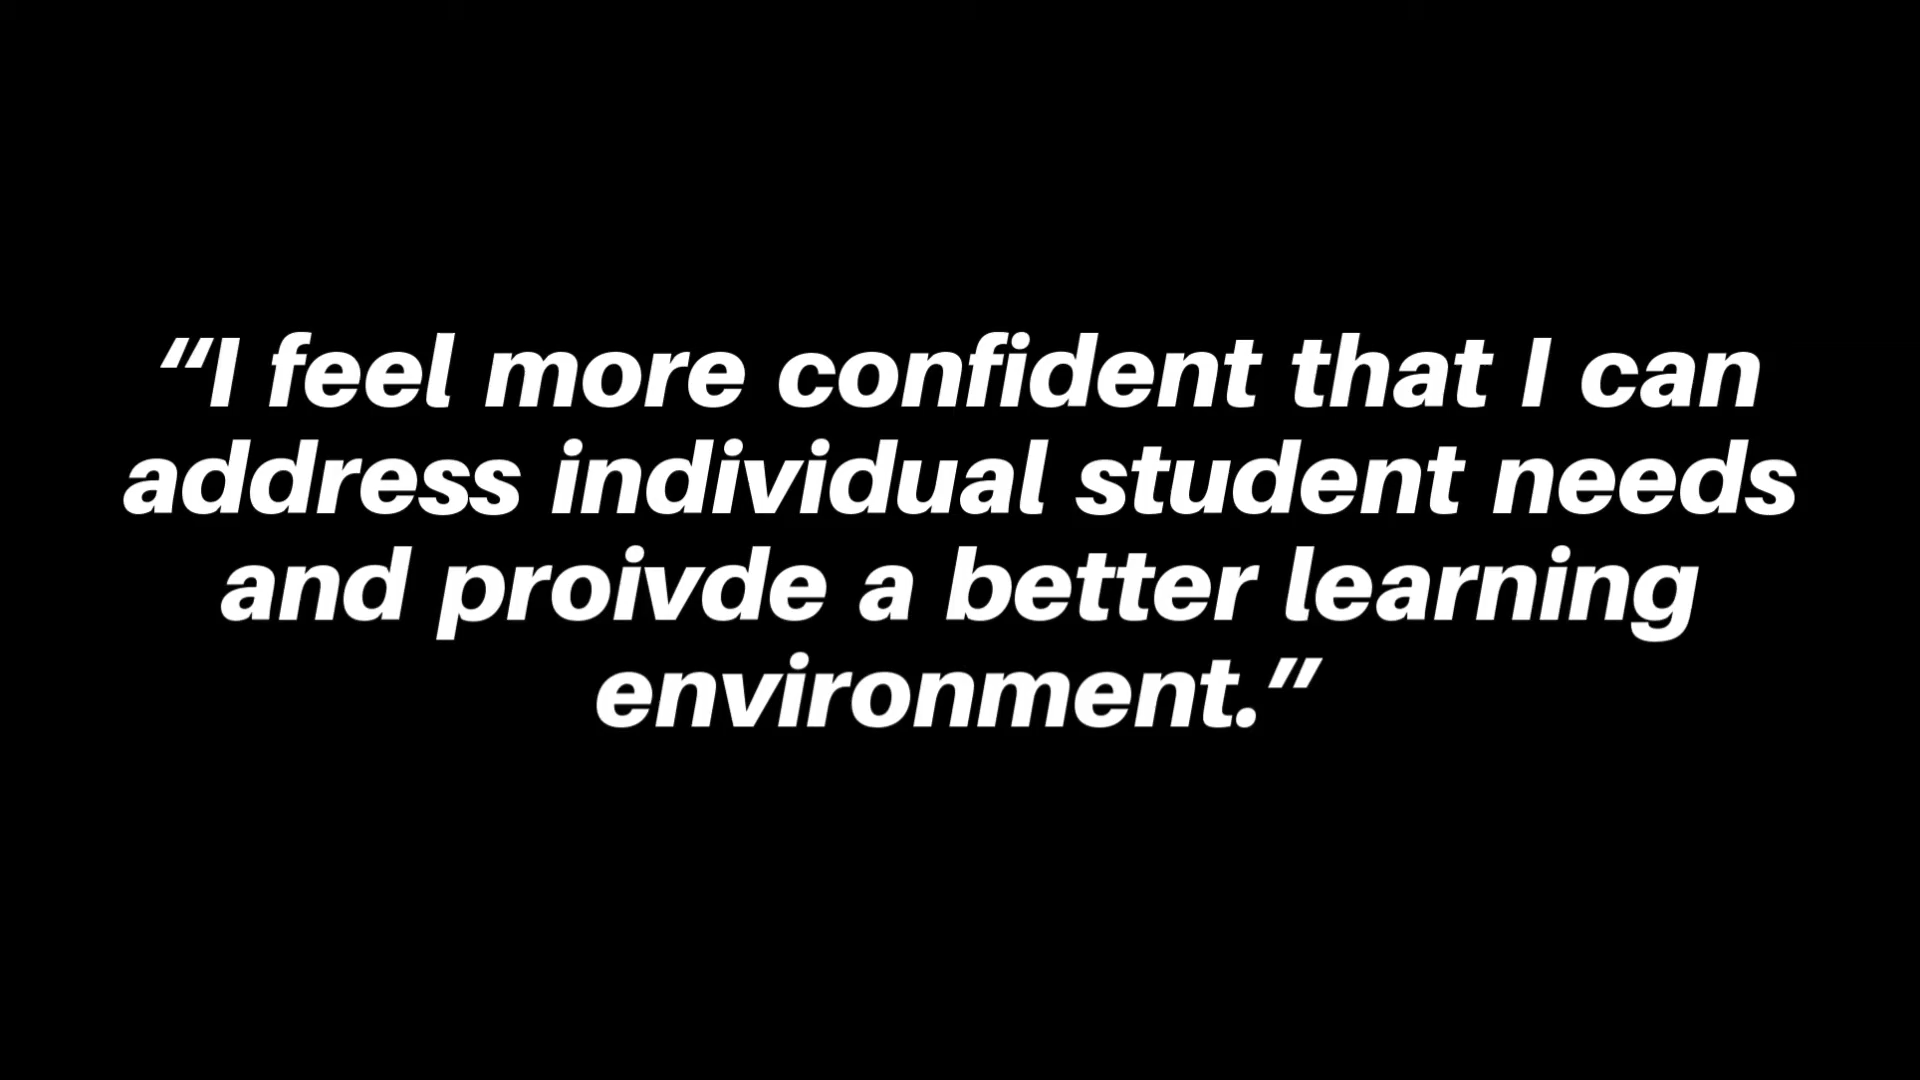 “I feel more confident that I can
address individual student needs
and proivde a better learning
environment.”